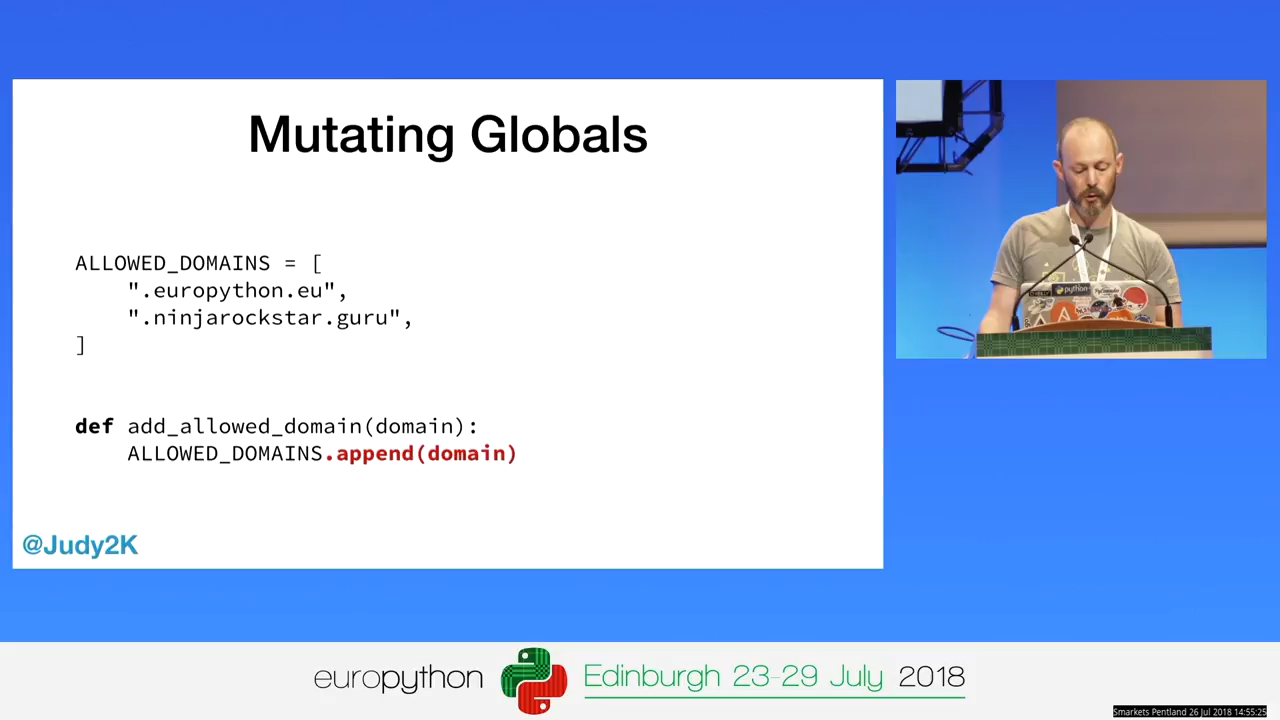 Mutating Globals
ALLOWED_DOMAINS = [
    ".europython.eu",
    ".ninjarockstar.guru",
]
def add_allowed_domain(domain):
    ALLOWED_DOMAINS.append(domain)
@Judy2K
python
europython
Edinburgh 23-29 July 2018
Smarkets Pentland 26 Jul 2018 14:55:25